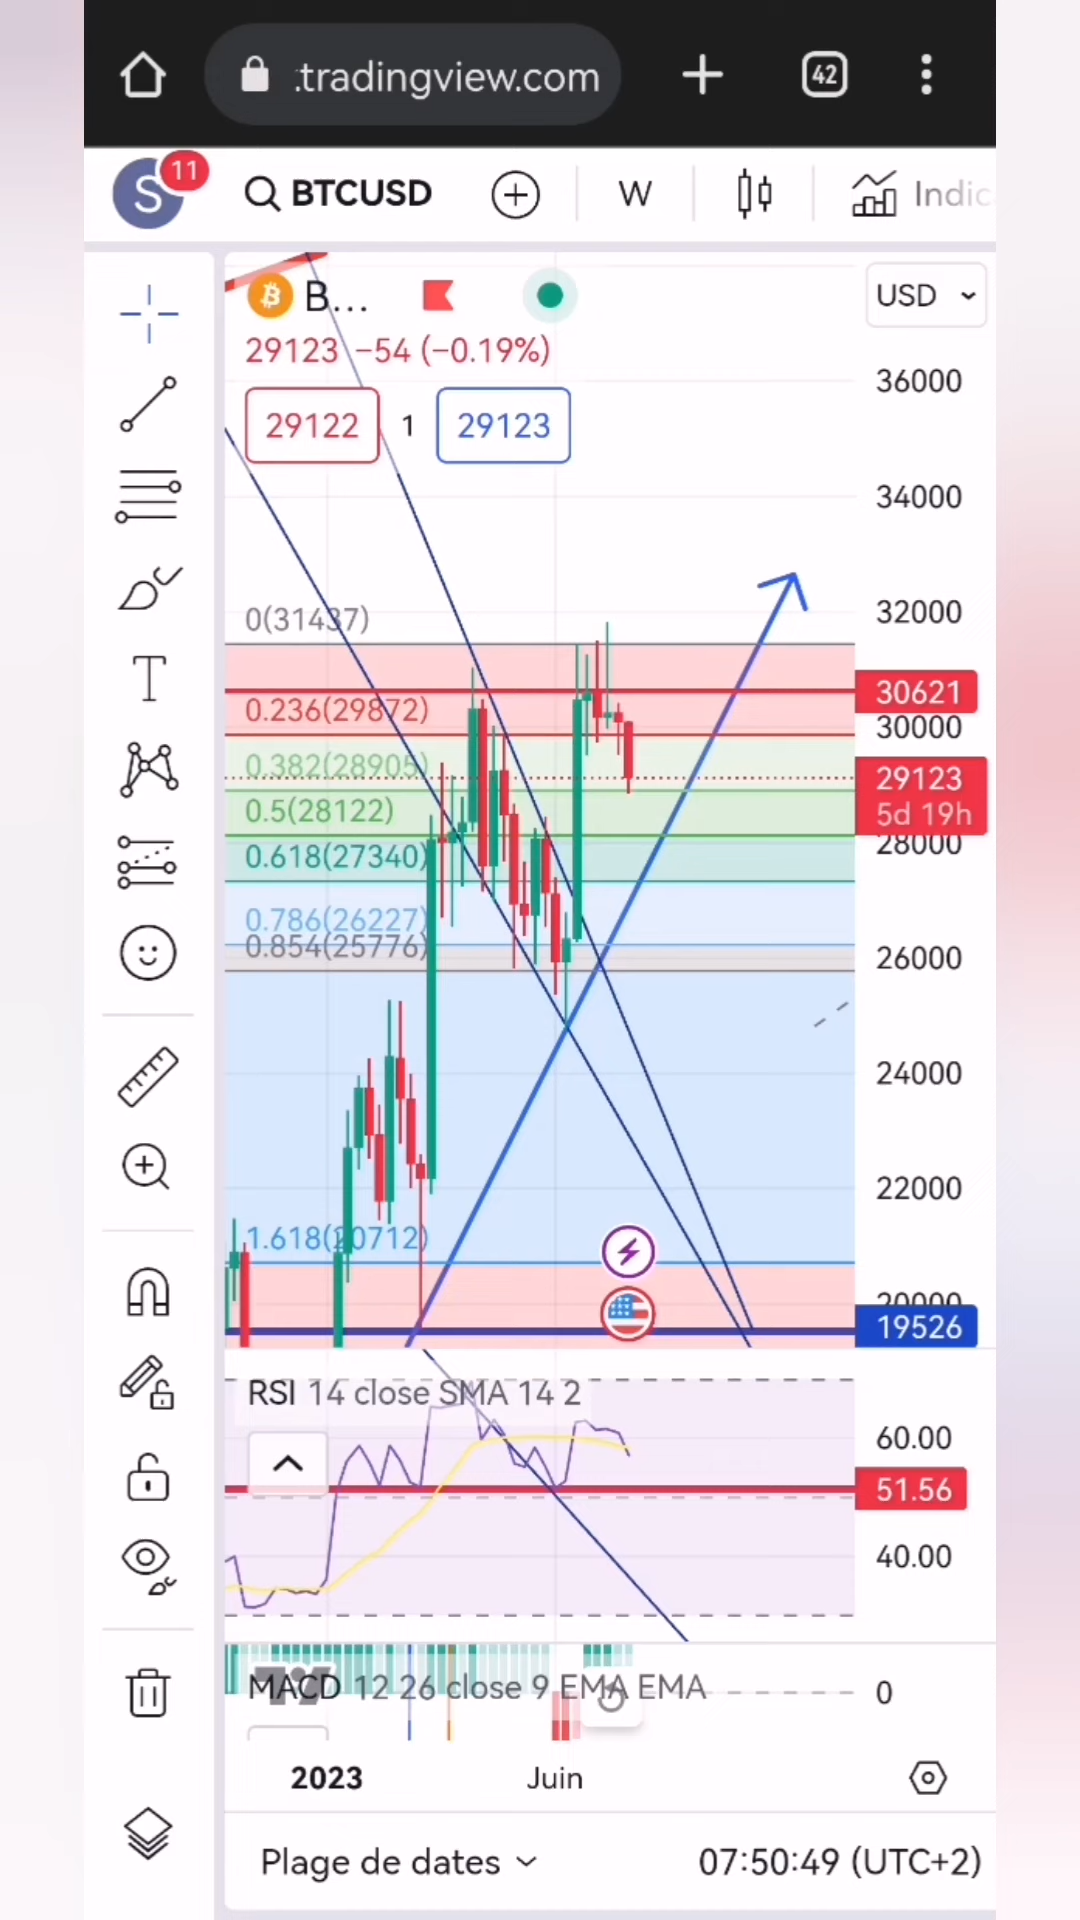 .tradingview.com
42
S
11
BTCUSD
W
Indic
B...
USD
29123 −54 (−0.19%)
29122
1
29123
36000
34000
32000
0(31437)
30621
0.236(29872)
30000
0.382(28905)
29123
5d 19h
0.5(28122)
28000
0.618(27340)
0.786(26227)
0.854(25776)
26000
24000
22000
1.618(20712)
20000
19526
RSI 14 close SMA 14 2
60.00
51.56
40.00
MACD 12 26 close 9 EMA EMA
0
2023
Juin
Plage de dates
07:50:49 (UTC+2)